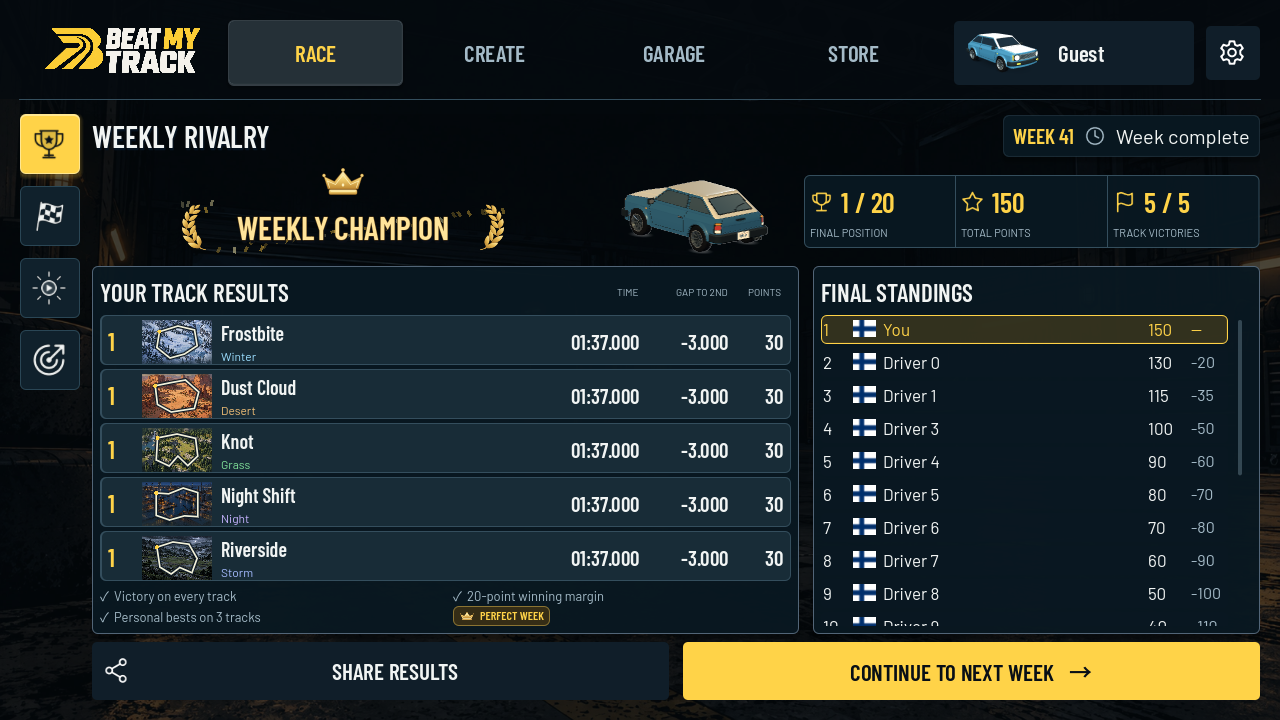 BEAT MY
TRACK
RACE
CREATE
GARAGE
STORE
Guest
WEEKLY RIVALRY
WEEK 41 Week complete
WEEKLY CHAMPION
1 / 20
FINAL POSITION
150
TOTAL POINTS
5 / 5
TRACK VICTORIES
YOUR TRACK RESULTS TIME GAP TO 2ND POINTS
1 Frostbite 01:37.000 -3.000 30
Winter
1 Dust Cloud 01:37.000 -3.000 30
Desert
1 Knot 01:37.000 -3.000 30
Grass
1 Night Shift 01:37.000 -3.000 30
Night
1 Riverside 01:37.000 -3.000 30
Storm
✓ Victory on every track
✓ 20-point winning margin
✓ Personal bests on 3 tracks
PERFECT WEEK
FINAL STANDINGS
1 You 150 –
2 Driver 0 130 -20
3 Driver 1 115 -35
4 Driver 3 100 -50
5 Driver 4 90 -60
6 Driver 5 80 -70
7 Driver 6 70 -80
8 Driver 7 60 -90
9 Driver 8 50 -100
10 Driver 9 40 -110
SHARE RESULTS
CONTINUE TO NEXT WEEK →